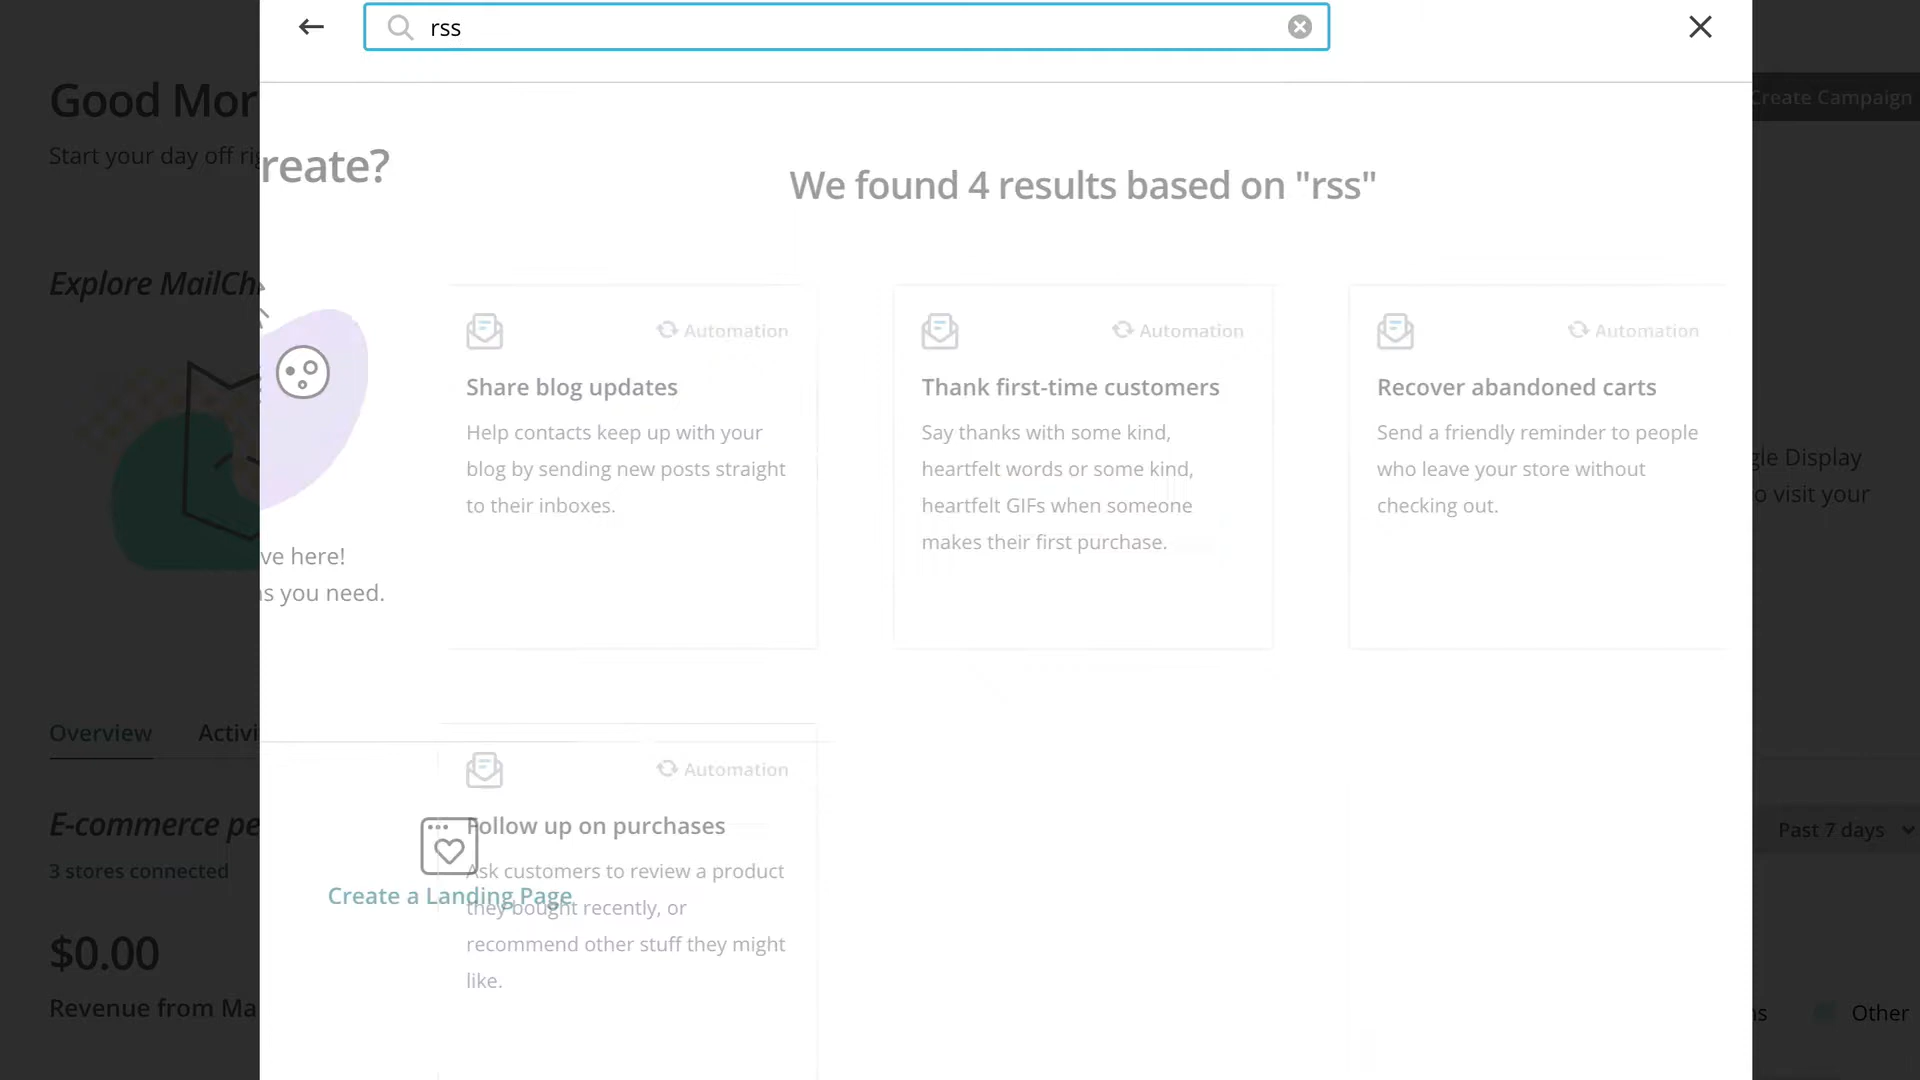 rss
Good Mor
Create Campaign
Start your day off rig
reate?
We found 4 results based on "rss"
Explore MailCh
Automation
Share blog updates
Help contacts keep up with your
blog by sending new posts straight
to their inboxes.
Automation
Thank first-time customers
Say thanks with some kind,
heartfelt words or some kind,
heartfelt GIFs when someone
makes their first purchase.
Automation
Recover abandoned carts
Send a friendly reminder to people
who leave your store without
checking out.
gle Display
o visit your
ve here!
s you need.
Overview
Activi
Automation
Follow up on purchases
Ask customers to review a product
they bought recently, or
recommend other stuff they might
like.
Create a Landing Page
E-commerce pe
3 stores connected
Past 7 days
$0.00
Revenue from Ma
ns
Other